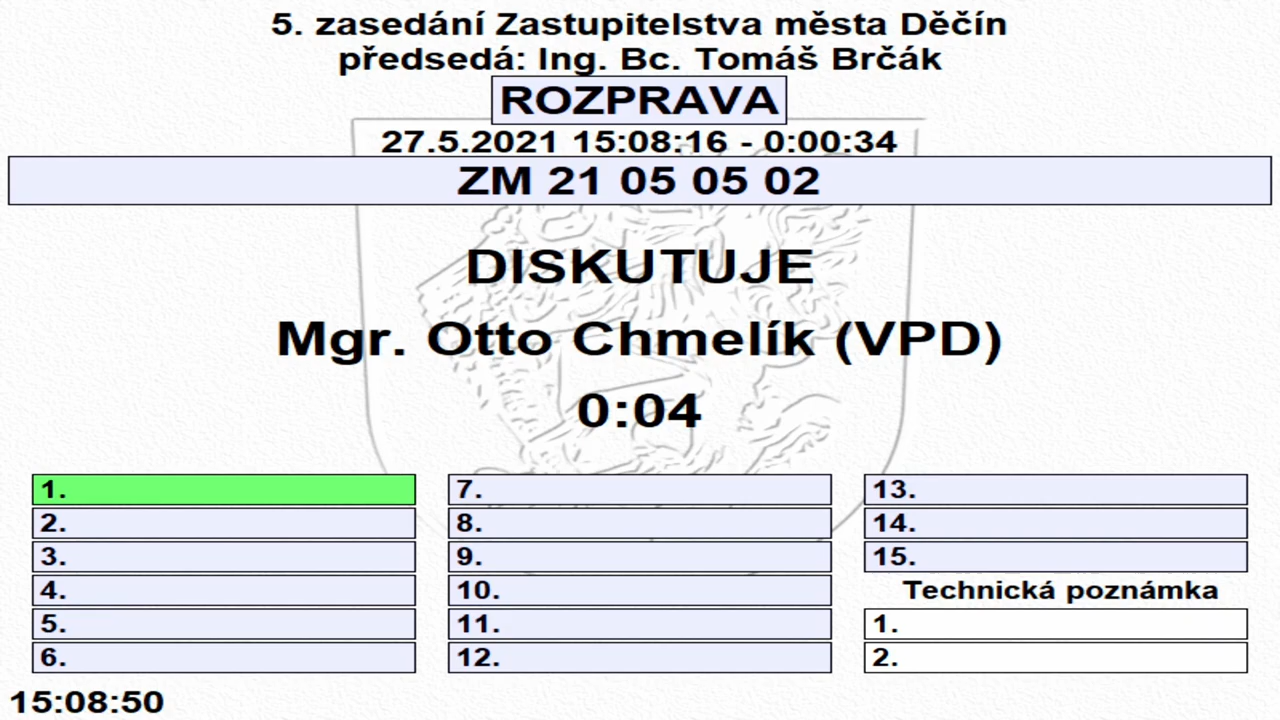 5. zasedání Zastupitelstva města Děčín
předsedá: Ing. Bc. Tomáš Brčák
ROZPRAVA
27.5.2021 15:08:16 - 0:00:34
ZM 21 05 05 02
DISKUTUJE
Mgr. Otto Chmelík (VPD)
0:04
1.
2.
3.
4.
5.
6.
7.
8.
9.
10.
11.
12.
13.
14.
15.
Technická poznámka
1.
2.
15:08:50